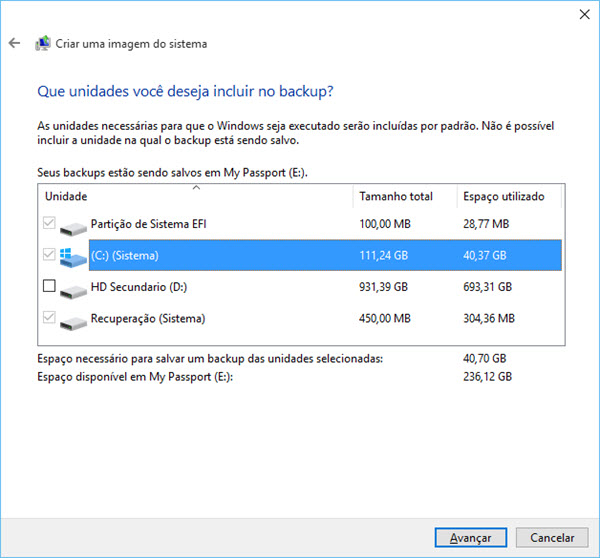 Criar uma imagem do sistema
Que unidades você deseja incluir no backup?
As unidades necessárias para que o Windows seja executado serão incluídas por padrão. Não é possível
incluir a unidade na qual o backup está sendo salvo.
Seus backups estão sendo salvos em My Passport (E:).
Unidade Tamanho total Espaço utilizado
Partição de Sistema EFI 100,00 MB 28,77 MB
(C:) (Sistema) 111,24 GB 40,37 GB
HD Secundario (D:) 931,39 GB 693,31 GB
Recuperação (Sistema) 450,00 MB 304,36 MB
Espaço necessário para salvar um backup das unidades selecionadas: 40,70 GB
Espaço disponível em My Passport (E:): 236,12 GB
Avançar Cancelar